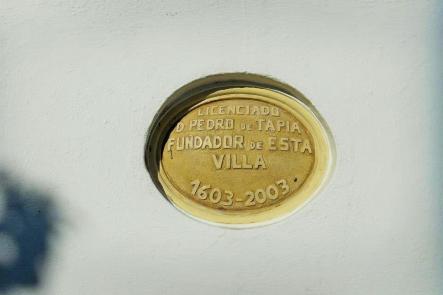 LICENCIADO
D PEDRO DE TAPIA
FUNDADOR DE ESTA
VILLA
1603-2003.